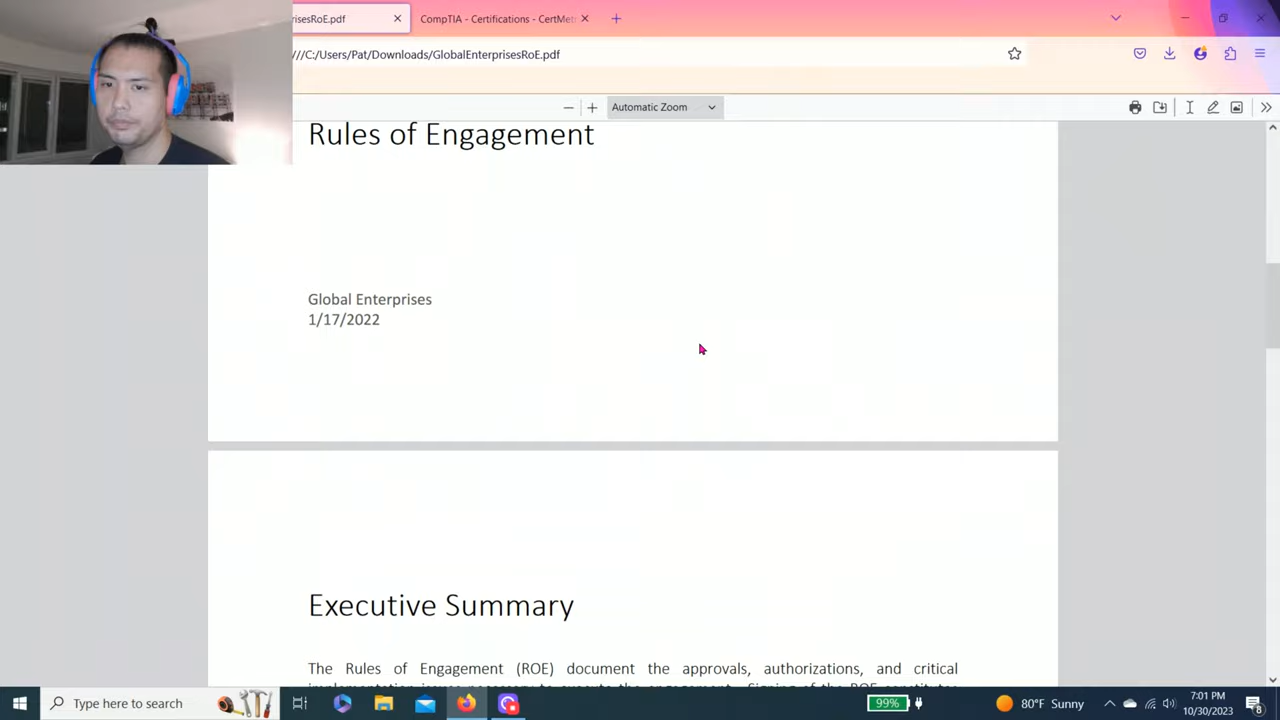 risesRoE.pdf
CompTIA - Certifications - CertMet
///C:/Users/Pat/Downloads/GlobalEnterprisesRoE.pdf
Automatic Zoom
Rules of Engagement
Global Enterprises
1/17/2022
Executive Summary
The Rules of Engagement (ROE) document the approvals, authorizations, and critical
Type here to search
99%
80°F Sunny
7:01 PM
10/30/2023
8